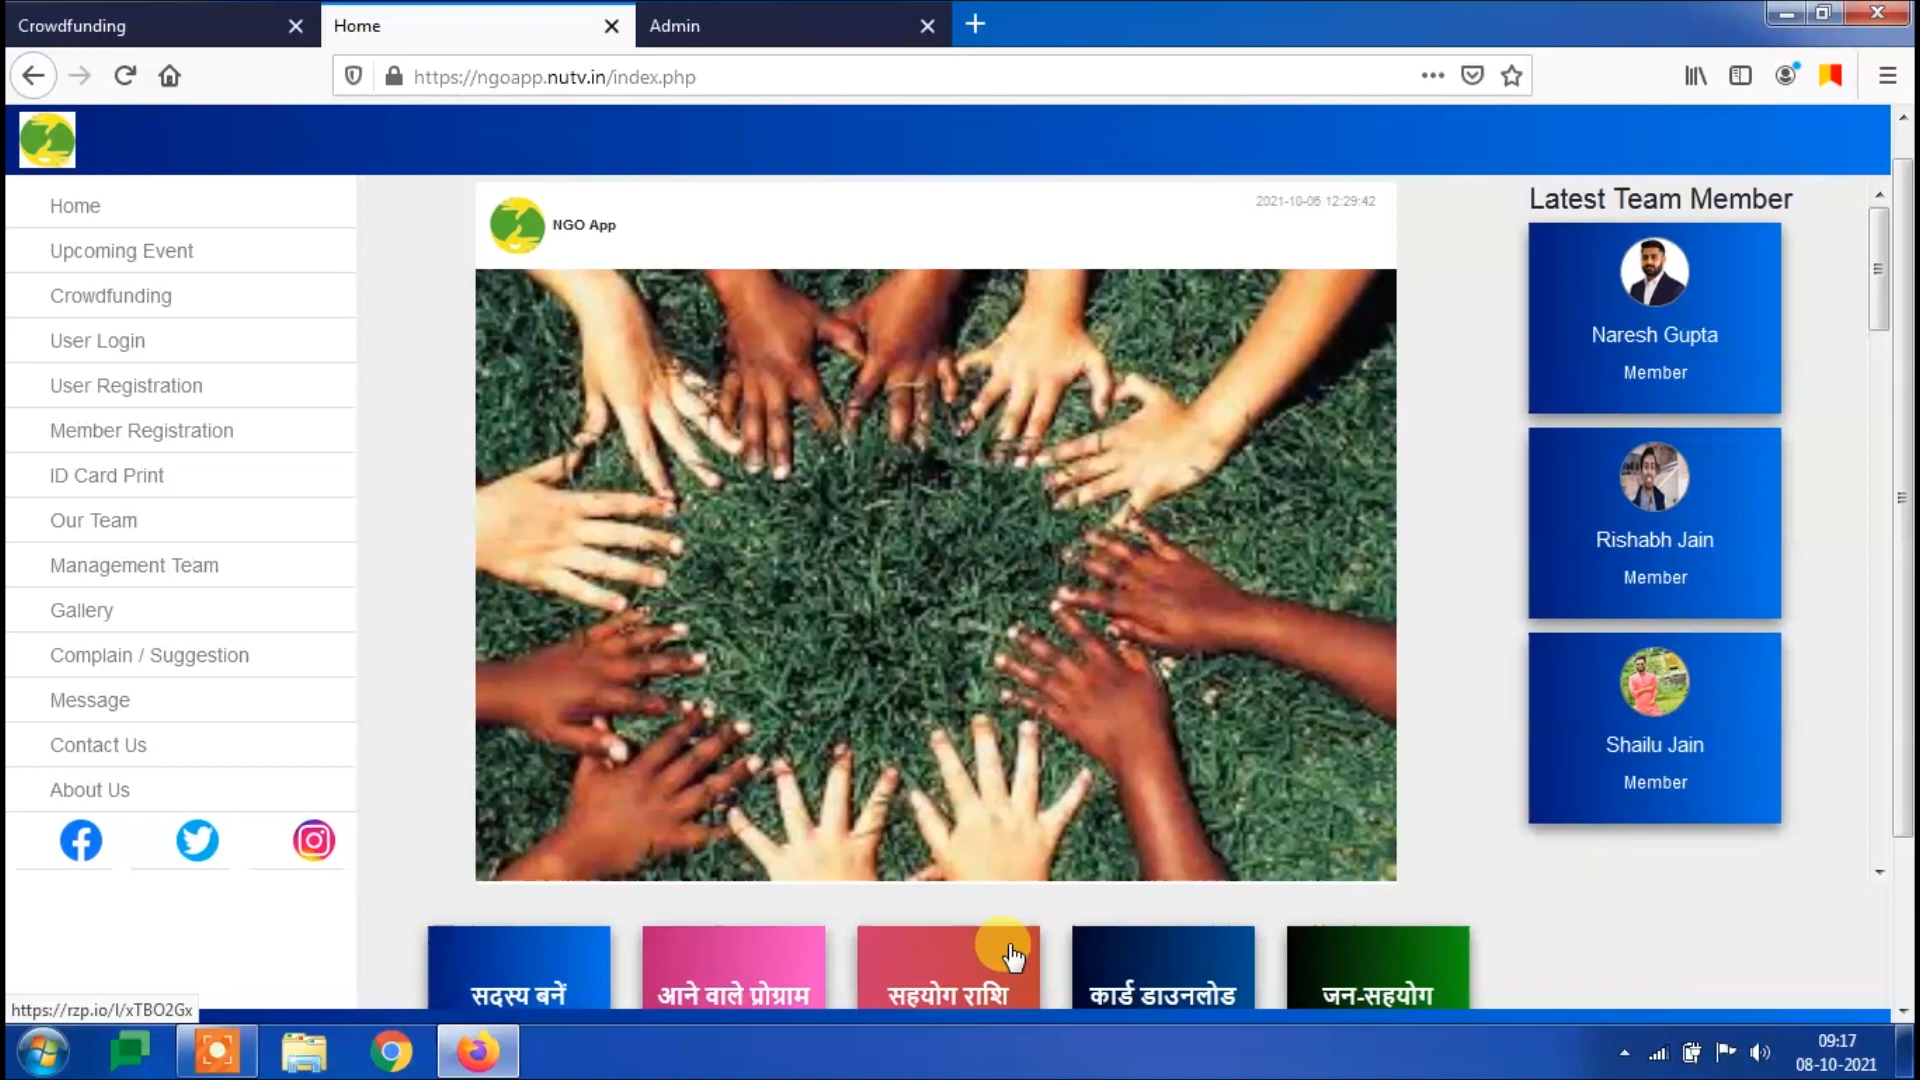 Crowdfunding
Home
Admin
https://ngoapp.nutv.in/index.php
Home
Upcoming Event
Crowdfunding
User Login
User Registration
Member Registration
ID Card Print
Our Team
Management Team
Gallery
Complain / Suggestion
Message
Contact Us
About Us
NGO App
2021-10-06 12:29:42
Latest Team Member
Naresh Gupta
Member
Rishabh Jain
Member
Shailu Jain
Member
सदस्य बनें
आने वाले प्रोग्राम
सहयोग राशि
कार्ड डाउनलोड
जन-सहयोग
https://rzp.io/l/xTBO2Gx
09:17
08-10-2021